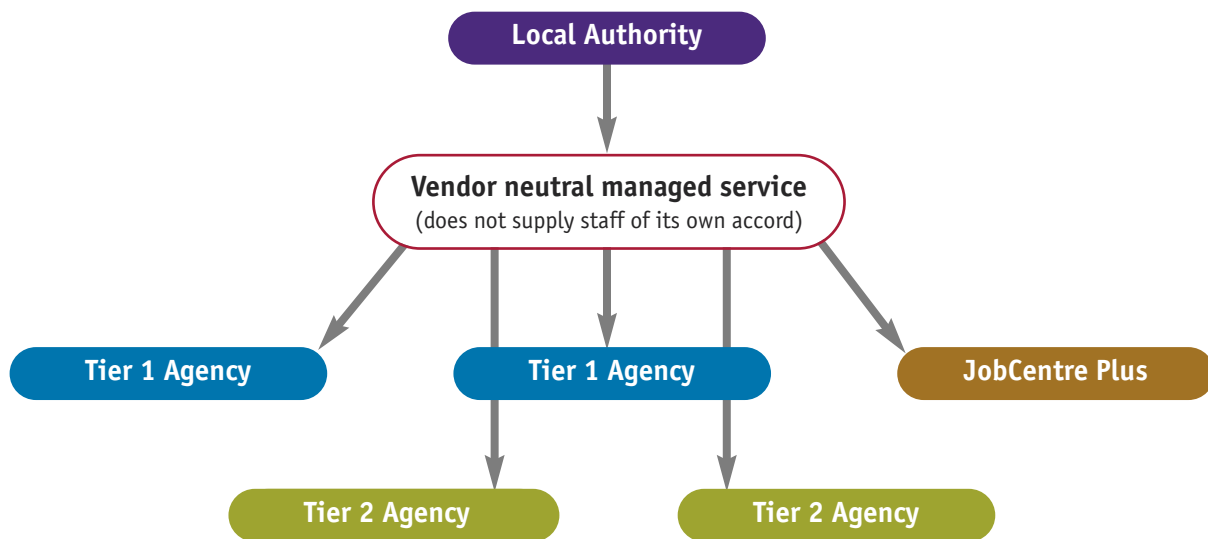 Local Authority
Vendor neutral managed service
(does not supply staff of its own accord)
Tier 1 Agency
Tier 1 Agency
JobCentre Plus
Tier 2 Agency
Tier 2 Agency